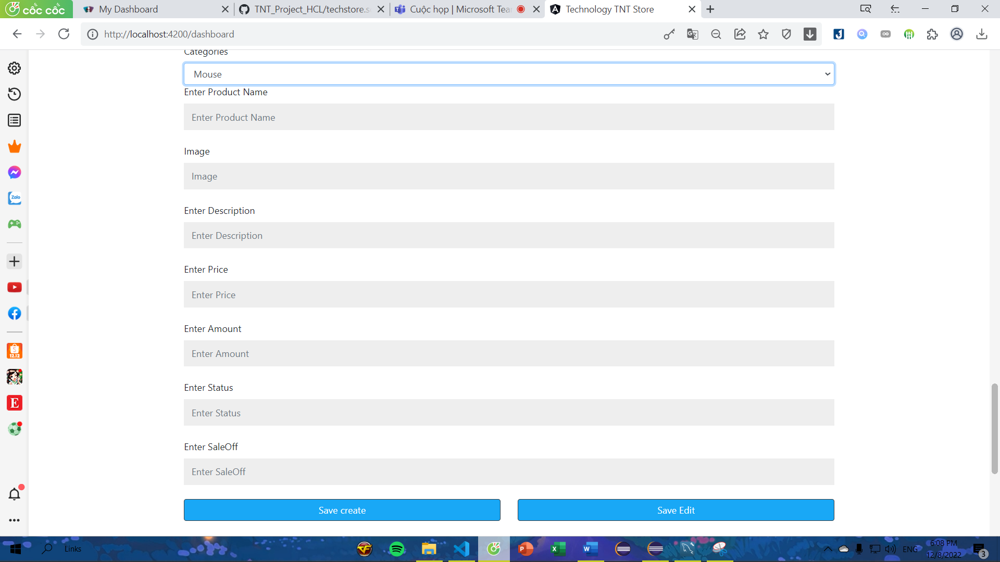 cốc cốc
My Dashboard
TNT_Project_HCL/techstore.s
Cuộc họp | Microsoft Tea
Technology TNT Store
http://localhost:4200/dashboard
Categories
Mouse
Enter Product Name
Enter Product Name
Image
Image
Enter Description
Enter Description
Enter Price
Enter Price
Enter Amount
Enter Amount
Enter Status
Enter Status
Enter SaleOff
Enter SaleOff
Save create
Save Edit
Zalo
12.12
E
Links
ENG
6:08 PM
12/8/2022
3